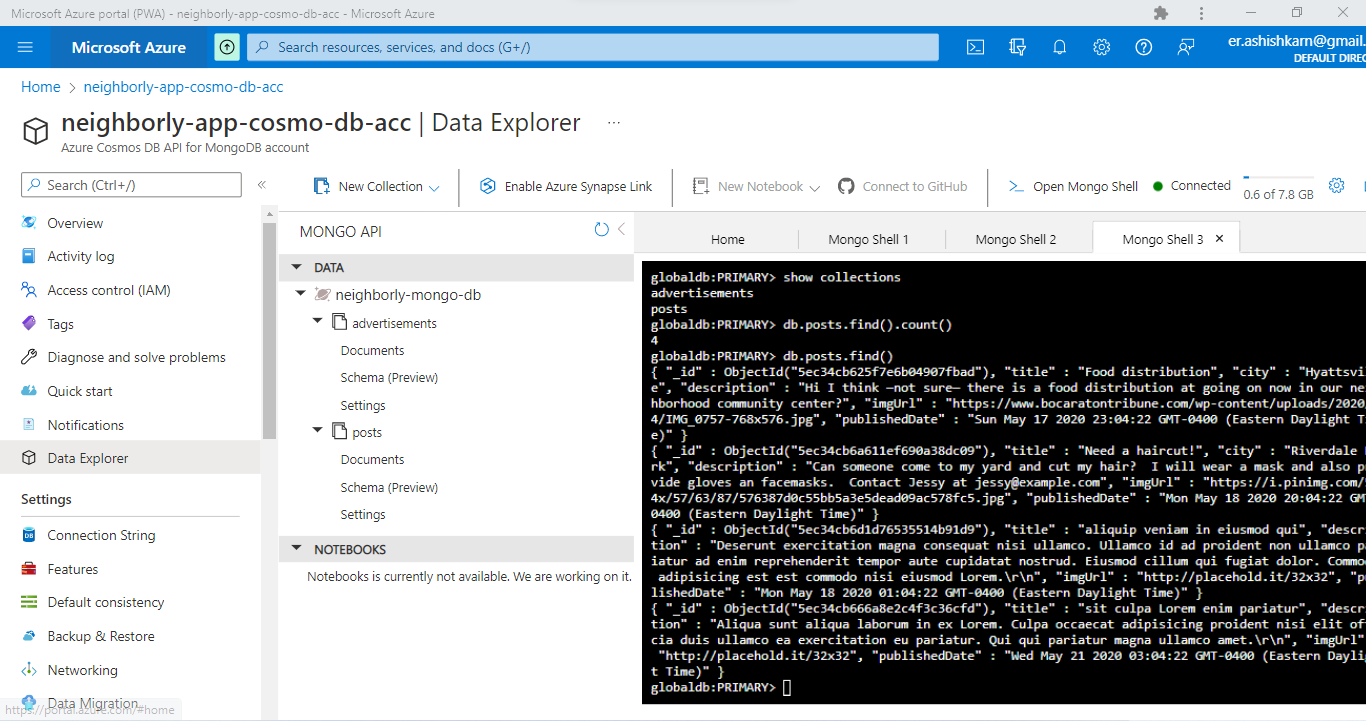 Microsoft Azure portal (PWA) - neighborly-app-cosmo-db-acc - Microsoft Azure
Microsoft Azure
Search resources, services, and docs (G+/)
er.ashishkarn@gmail.
DEFAULT DIREC
Home > neighborly-app-cosmo-db-acc
neighborly-app-cosmo-db-acc | Data Explorer ...
Azure Cosmos DB API for MongoDB account
Search (Ctrl+/)
«
New Collection
Enable Azure Synapse Link
New Notebook
Connect to GitHub
Open Mongo Shell
Connected
0.6 of 7.8 GB
Overview
Activity log
Access control (IAM)
Tags
Diagnose and solve problems
Quick start
Notifications
Data Explorer
Settings
Connection String
Features
Default consistency
Backup & Restore
Networking
Data Migration
https://portal.azure.com/#home
MONGO API
DATA
neighborly-mongo-db
advertisements
Documents
Schema (Preview)
Settings
posts
Documents
Schema (Preview)
Settings
NOTEBOOKS
Notebooks is currently not available. We are working on it.
Home
Mongo Shell 1
Mongo Shell 2
Mongo Shell 3
globaldb:PRIMARY> show collections
advertisements
posts
globaldb:PRIMARY> db.posts.find().count()
4
globaldb:PRIMARY> db.posts.find()
{ "_id" : ObjectId("5ec34cb625f7e6b04907fbad"), "title" : "Food distribution", "city" : "Hyattsvil
e", "description" : "Hi I think —not sure— there is a food distribution at going on now in our nei
hborhood community center?", "imgUrl" : "https://www.bocaratontribune.com/wp-content/uploads/2020/
4/IMG_0757-768x576.jpg", "publishedDate" : "Sun May 17 2020 23:04:22 GMT-0400 (Eastern Daylight Ti
e)" }
{ "_id" : ObjectId("5ec34cb6a611ef690a38dc09"), "title" : "Need a haircut!", "city" : "Riverdale P
rk", "description" : "Can someone come to my yard and cut my hair?  I will wear a mask and also pr
vide gloves an facemasks.  Contact Jessy at jessy@example.com", "imgUrl" : "https://i.pinimg.com/5
4x/57/63/87/576387d0c55bb5a3e5dead09ac578fc5.jpg", "publishedDate" : "Mon May 18 2020 20:04:22 GMT
0400 (Eastern Daylight Time)" }
{ "_id" : ObjectId("5ec34cb6d1d76535514b91d9"), "title" : "aliquip veniam in eiusmod qui", "descri
tion" : "Deserunt exercitation magna consequat nisi ullamco. Ullamco id ad proident non ullamco pa
iatur ad enim reprehenderit tempor aute cupidatat nostrud. Eiusmod cillum qui fugiat dolor. Commod
adipisicing est est commodo nisi eiusmod Lorem.\r\n", "imgUrl" : "http://placehold.it/32x32", "pu
lishedDate" : "Mon May 18 2020 01:04:22 GMT-0400 (Eastern Daylight Time)" }
{ "_id" : ObjectId("5ec34cb666a8e2c4f3c36cfd"), "title" : "sit culpa Lorem enim pariatur", "descri
tion" : "Aliqua sunt aliqua laborum in ex Lorem. Culpa occaecat adipisicing proident nisi elit off
cia duis ullamco ea exercitation eu pariatur. Qui qui pariatur magna ullamco amet.\r\n", "imgUrl"
"http://placehold.it/32x32", "publishedDate" : "Wed May 21 2020 03:04:22 GMT-0400 (Eastern Dayli
t Time)" }
globaldb:PRIMARY>